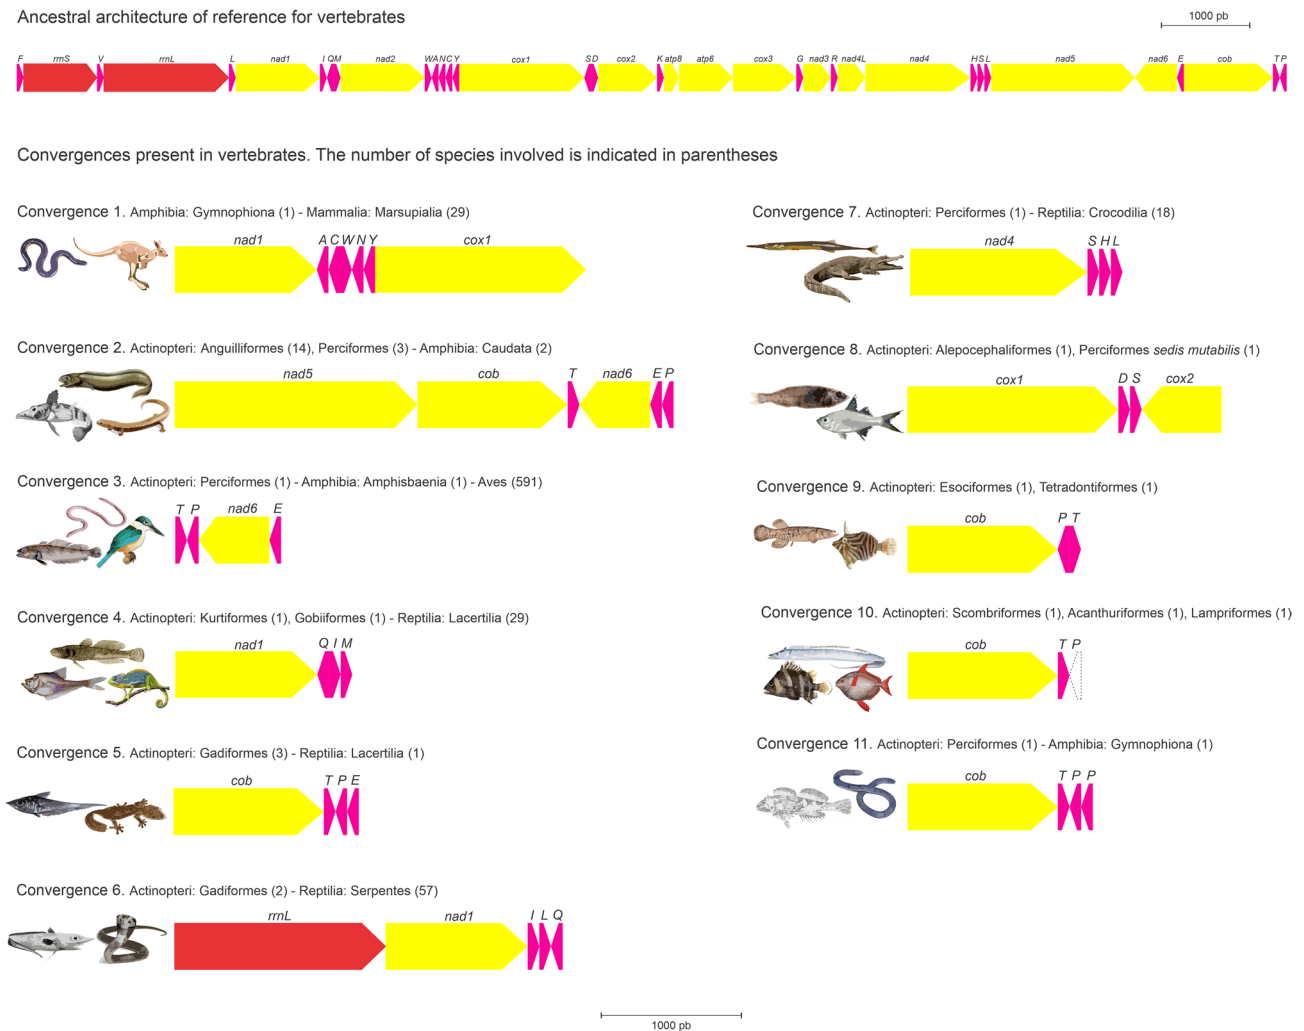 Ancestral architecture of reference for vertebrates
1000 pb
F rrnS V rrnL L nad1 I QM nad2 WANCY cox1 SD cox2 K atp8 atp6 cox3 G nad3 R nad4L nad4 HSL nad5 nad6 E cob TP
Convergences present in vertebrates. The number of species involved is indicated in parentheses
Convergence 1. Amphibia: Gymnophiona (1) - Mammalia: Marsupialia (29)
nad1 A C W N Y cox1
Convergence 2. Actinopteri: Anguilliformes (14), Perciformes (3) - Amphibia: Caudata (2)
nad5 cob T nad6 E P
Convergence 3. Actinopteri: Perciformes (1) - Amphibia: Amphisbaenia (1) - Aves (591)
T P nad6 E
Convergence 4. Actinopteri: Kurtiformes (1), Gobiiformes (1) - Reptilia: Lacertilia (29)
nad1 Q I M
Convergence 5. Actinopteri: Gadiformes (3) - Reptilia: Lacertilia (1)
cob T P E
Convergence 6. Actinopteri: Gadiformes (2) - Reptilia: Serpentes (57)
rrnL nad1 I L Q
Convergence 7. Actinopteri: Perciformes (1) - Reptilia: Crocodilia (18)
nad4 S H L
Convergence 8. Actinopteri: Alepocephaliformes (1), Perciformes sedis mutabilis (1)
cox1 D S cox2
Convergence 9. Actinopteri: Esociformes (1), Tetradontiformes (1)
cob P T
Convergence 10. Actinopteri: Scombriformes (1), Acanthuriformes (1), Lampriformes (1)
cob T P
Convergence 11. Actinopteri: Perciformes (1) - Amphibia: Gymnophiona (1)
cob T P P
1000 pb